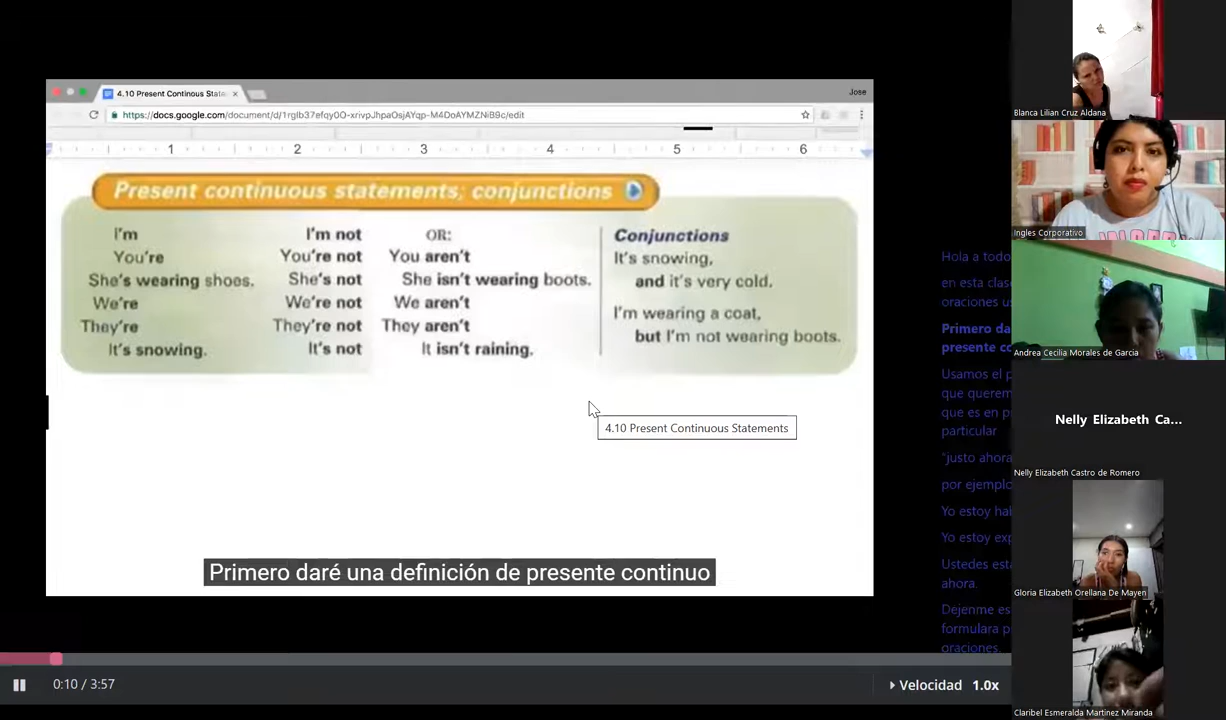 4.10 Present Continous State
Jose
https://docs.google.com/document/d/1rgIb37efqy0O-xrivpJhpaOsjAYqp-M4DoAYMZNiB9c/edit
1 2 3 4 5 6
Present continuous statements; conjunctions
I'm I'm not OR:
You're You're not You aren't
She's wearing shoes. She's not She isn't wearing boots.
We're We're not We aren't
They're They're not They aren't
It's snowing. It's not It isn't raining.
Conjunctions
It's snowing,
and it's very cold.
I'm wearing a coat,
but I'm not wearing boots.
4.10 Present Continuous Statements
Primero daré una definición de presente continuo
0:10 / 3:57
Velocidad 1.0x
Hola a todo
en esta clas
oraciones us
Primero da
presente co
Usamos el p
que querem
que es en p
particular
"justo ahora
por ejemplo
Yo estoy hal
Yo estoy exp
Ustedes esta
ahora.
Dejenme es
formulara p
oraciones.
Blanca Lilian Cruz Aldana
Ingles Corporativo
Andrea Cecilia Morales de Garcia
Nelly Elizabeth Ca...
Nelly Elizabeth Castro de Romero
Gloria Elizabeth Orellana De Mayen
Claribel Esmeralda Martinez Miranda